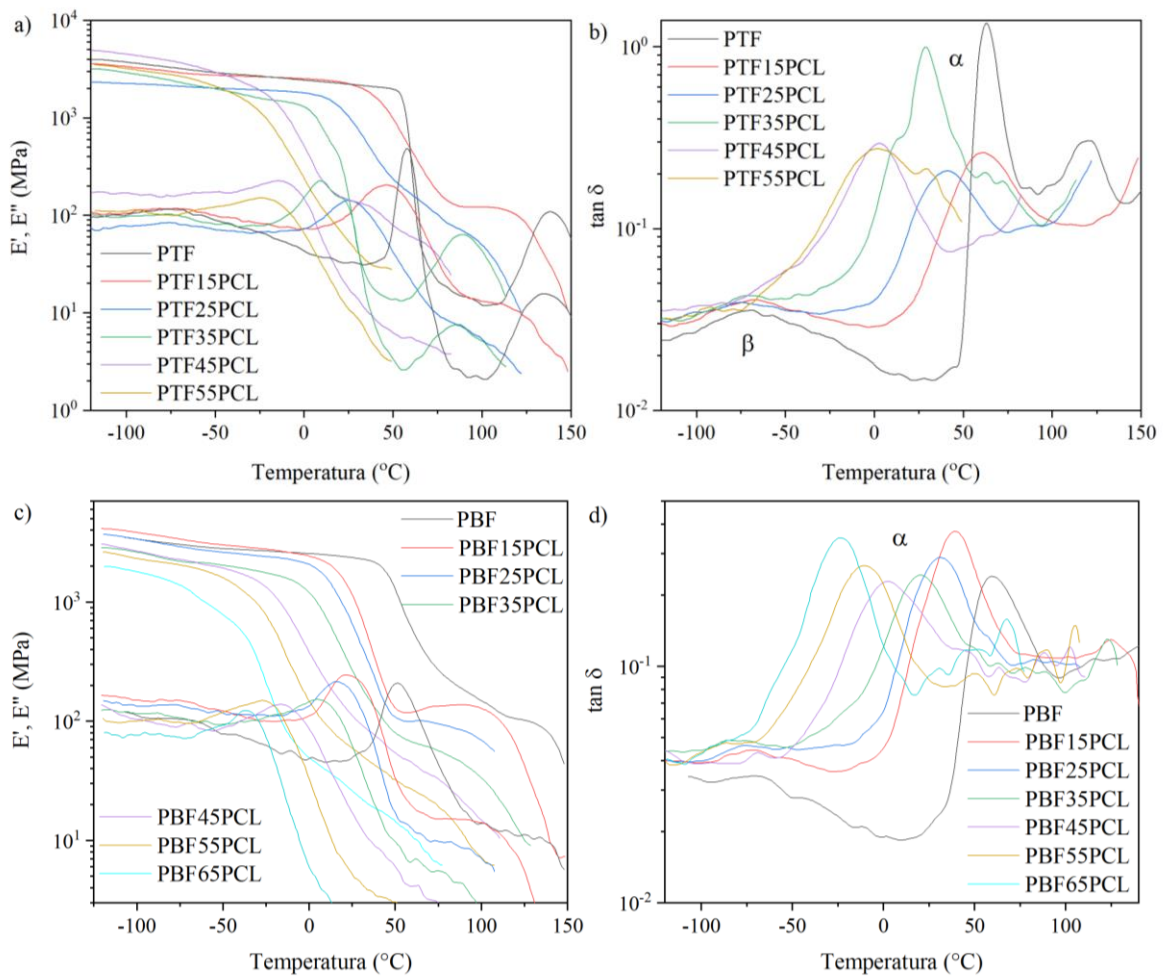 a)
10⁴
10³
10²
10¹
10⁰
E', E" (MPa)
PTF
PTF15PCL
PTF25PCL
PTF35PCL
PTF45PCL
PTF55PCL
-100 -50 0 50 100 150
Temperatura (°C)
b)
10⁰
10⁻¹
10⁻²
tan δ
PTF
PTF15PCL
PTF25PCL
PTF35PCL
PTF45PCL
PTF55PCL
α
β
-100 -50 0 50 100 150
Temperatura (°C)
c)
10³
10²
10¹
E', E" (MPa)
PBF
PBF15PCL
PBF25PCL
PBF35PCL
PBF45PCL
PBF55PCL
PBF65PCL
-100 -50 0 50 100 150
Temperatura (°C)
d)
10⁻¹
10⁻²
tan δ
α
PBF
PBF15PCL
PBF25PCL
PBF35PCL
PBF45PCL
PBF55PCL
PBF65PCL
-100 -50 0 50 100
Temperatura (°C)